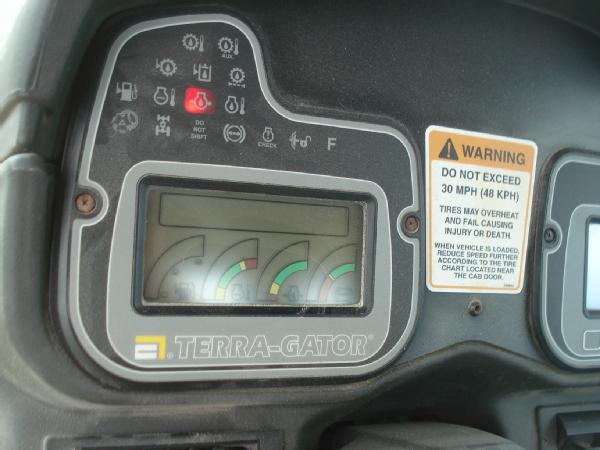 AUX.
DO
NOT
SHIFT
CHECK
F
TERRA-GATOR®
WARNING
DO NOT EXCEED
30 MPH (48 KPH)
TIRES MAY OVERHEAT
AND FAIL CAUSING
INJURY OR DEATH.
WHEN VEHICLE IS LOADED,
REDUCE SPEED FURTHER
ACCORDING TO THE TIRE
CHART LOCATED NEAR
THE CAB DOOR.